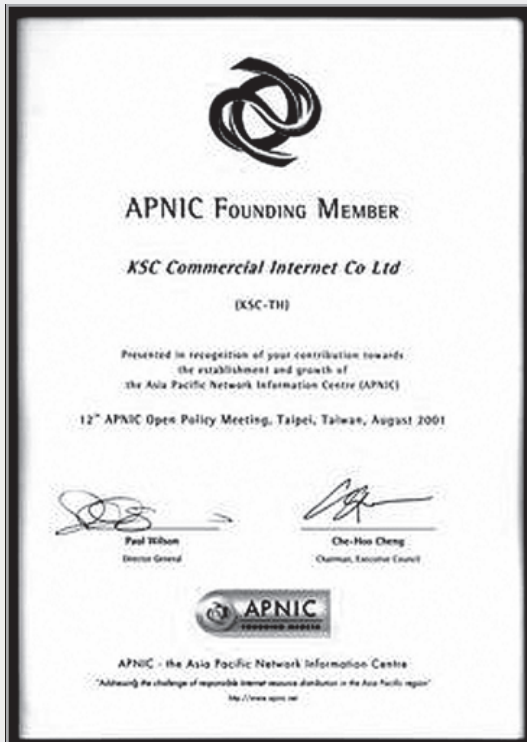 APNIC FOUNDING MEMBER
KSC Commercial Internet Co Ltd
(KSC-TH)
Presented in recognition of your contribution towards
the establishment and growth of
the Asia Pacific Network Information Centre (APNIC)
12th APNIC Open Policy Meeting, Taipei, Taiwan, August 2001
Paul Wilson
Director General
Che-Hoo Cheng
Chairman, Executive Council
APNIC
FOUNDING MEMBER
APNIC - the Asia Pacific Network Information Centre
"Addressing the challenge of responsible Internet resource distribution in the Asia Pacific region"
http://www.apnic.net